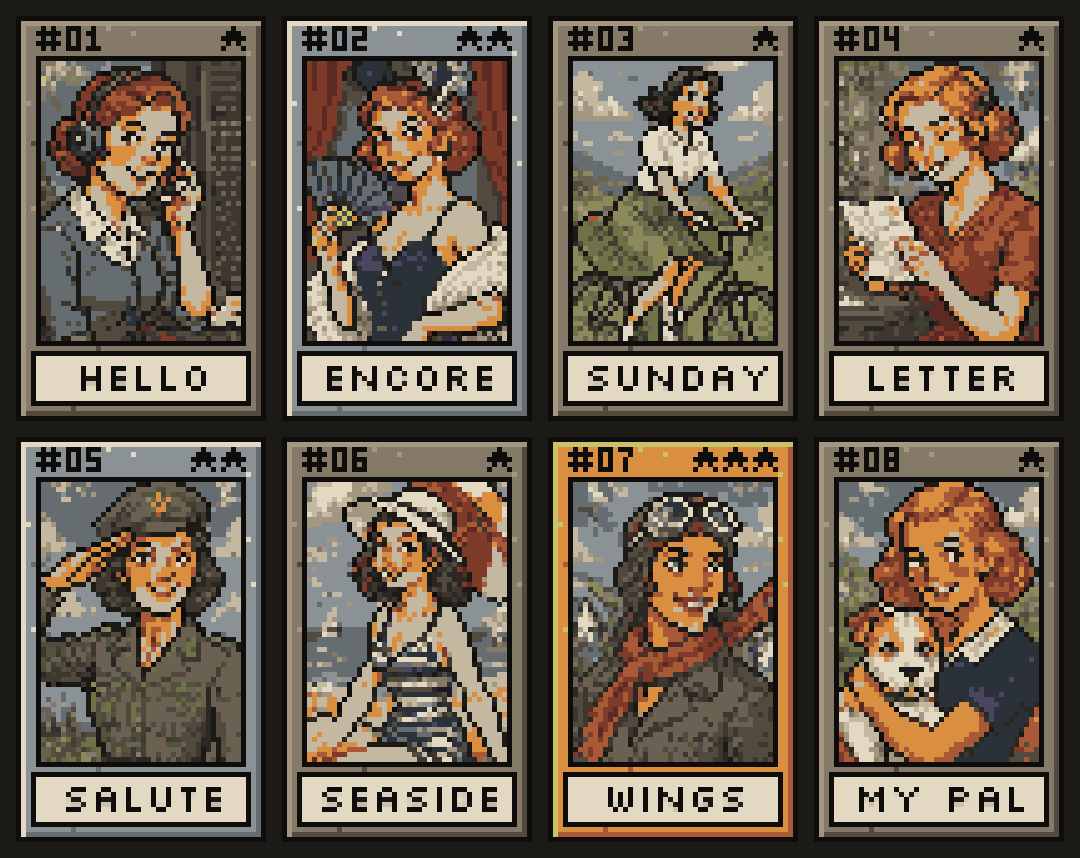 #01
HELLO
#02
ENCORE
#03
SUNDAY
#04
LETTER
#05
SALUTE
#06
SEASIDE
#07
WINGS
#08
MY PAL